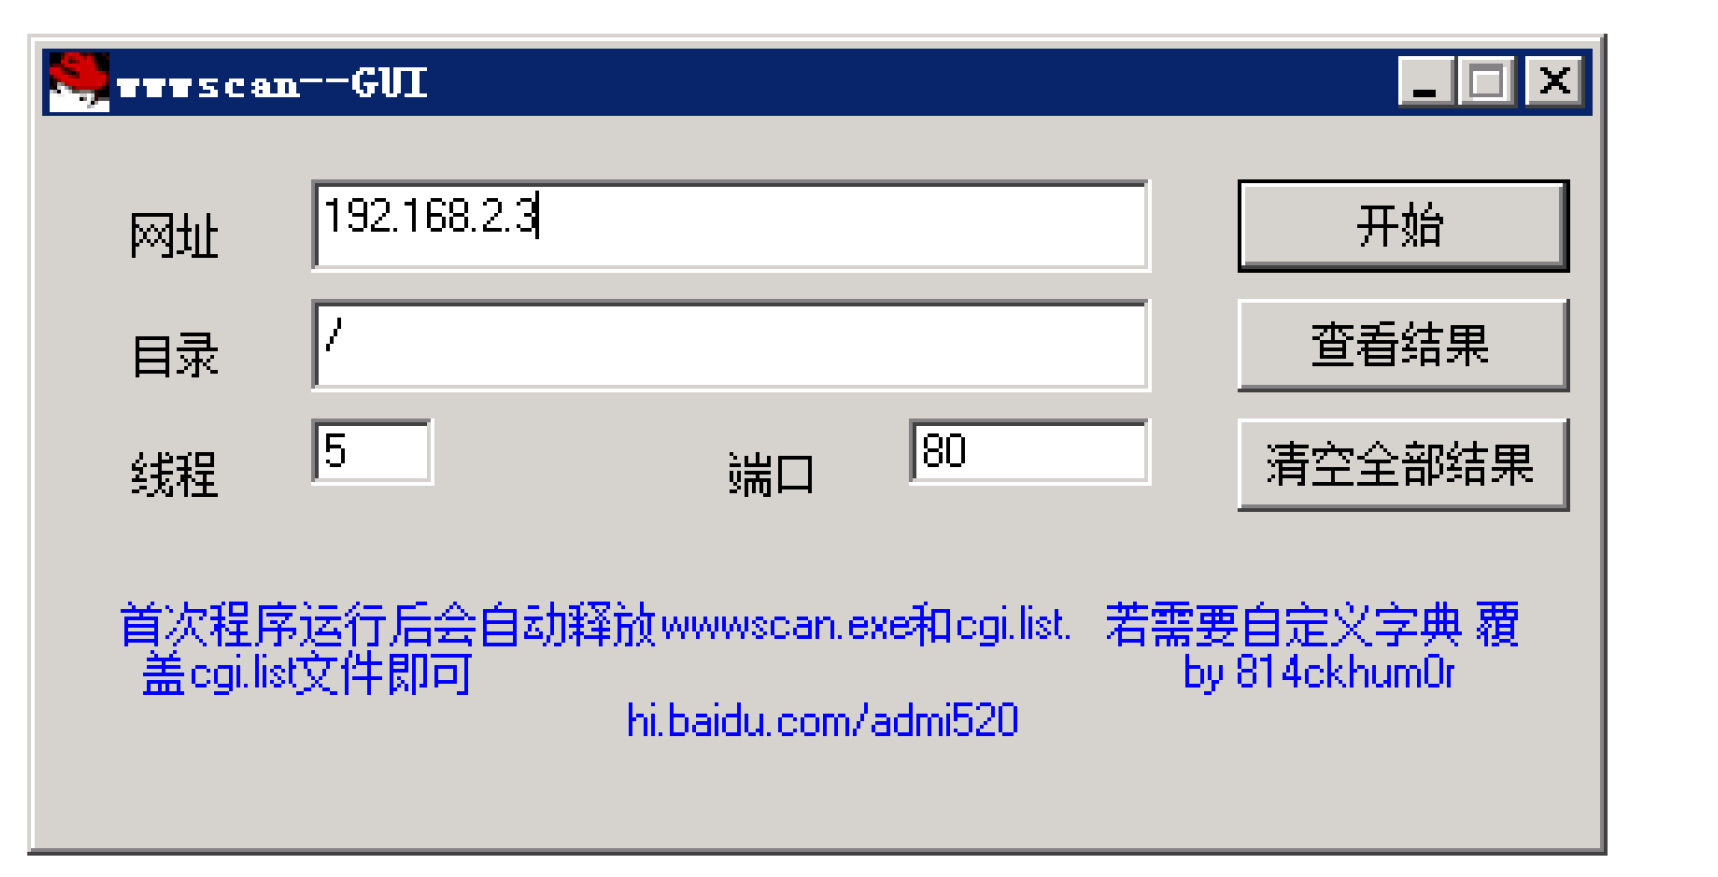 wwwscan--GUI
网址
192.168.2.3
开始
目录
/
查看结果
线程
5
端口
80
清空全部结果
首次程序运行后会自动释放wwwscan.exe和cgi.list. 若需要自定义字典 覆
盖cgi.list文件即可
by 814ckhum0r
hi.baidu.com/admi520